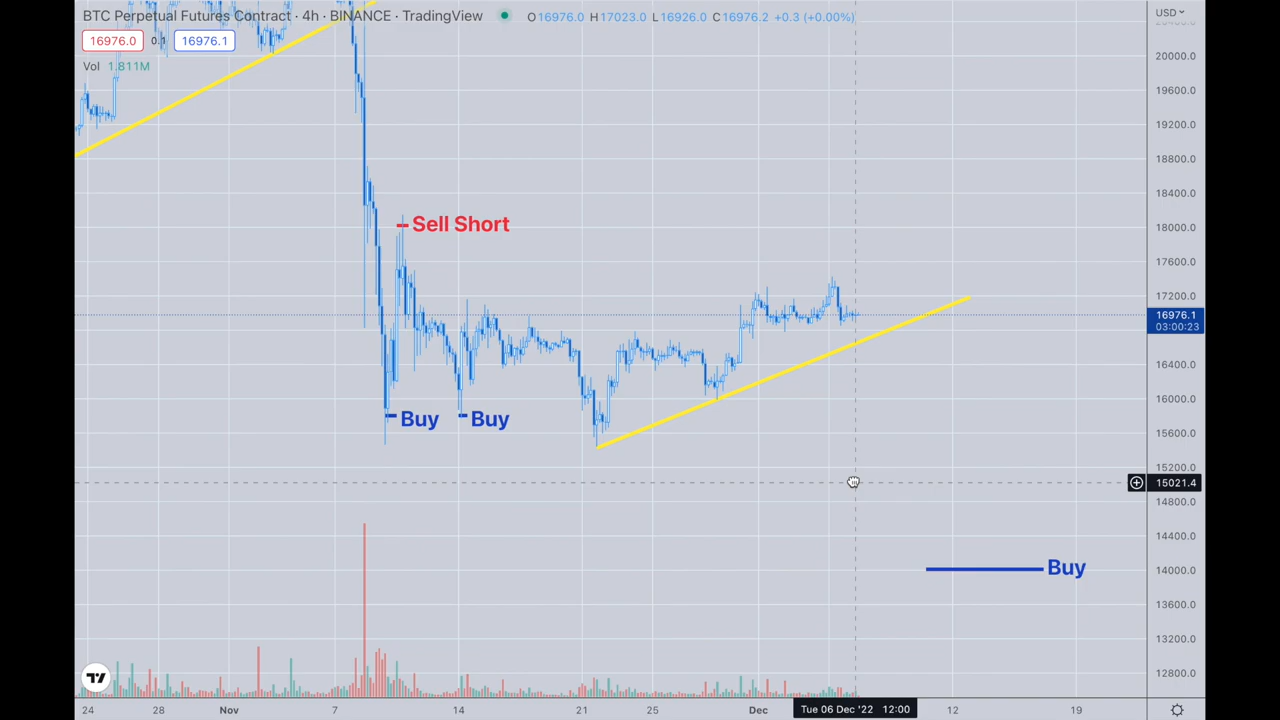 BTC Perpetual Futures Contract · 4h · BINANCE · TradingView O16976.0 H17023.0 L16926.0 C16976.2 +0.3 (+0.00%)
USD
16976.0 0.1 16976.1
Vol 1.811M
20000.0
19600.0
19200.0
18800.0
18400.0
Sell Short
18000.0
17600.0
17200.0
16976.1
03:00:23
16400.0
16000.0
Buy Buy
15600.0
15200.0
15021.4
14800.0
14400.0
Buy
14000.0
13600.0
13200.0
12800.0
24 28 Nov 7 14 21 25 Dec Tue 06 Dec '22 12:00 12 19